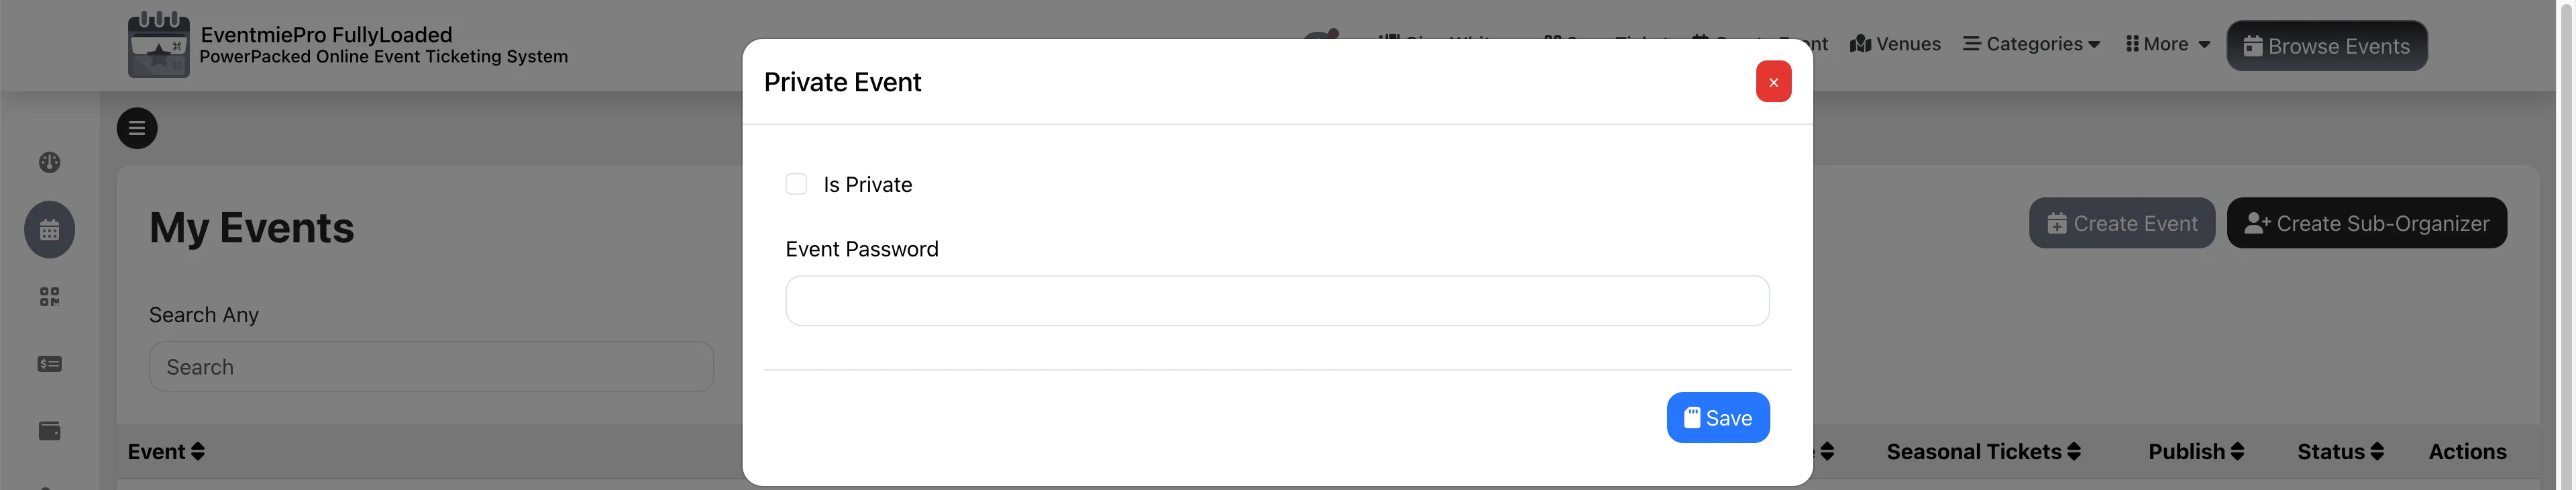 EventmiePro FullyLoaded
PowerPacked Online Event Ticketing System
Venues
Categories
More
Browse Events
Private Event
×
Is Private
Event Password
Save
My Events
Create Event
Create Sub-Organizer
Search Any
Search
Event
Seasonal Tickets
Publish
Status
Actions